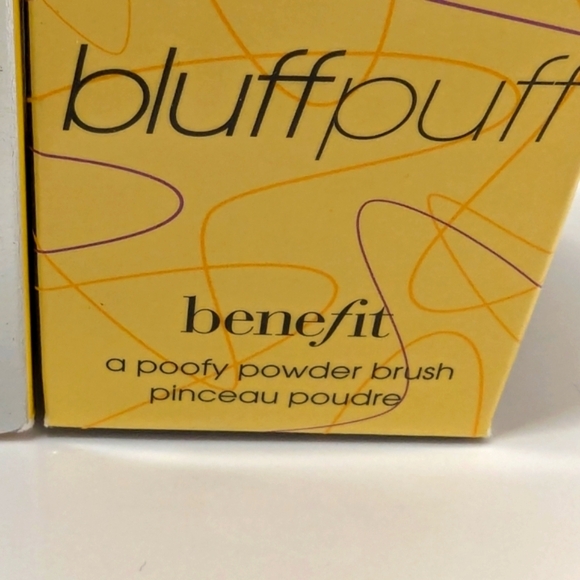 bluffpuff
benefit
a poofy powder brush
pinceau poudre